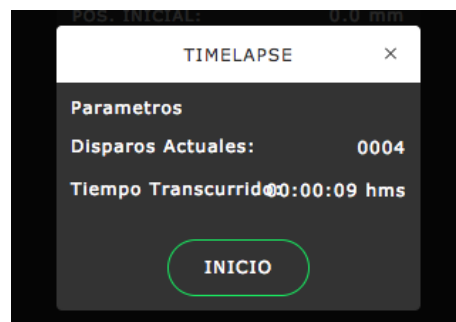 POS. INICIAL: 0.0 mm
TIMELAPSE ×
Parametros
Disparos Actuales: 0004
Tiempo Transcurrido: 00:00:09 hms
INICIO